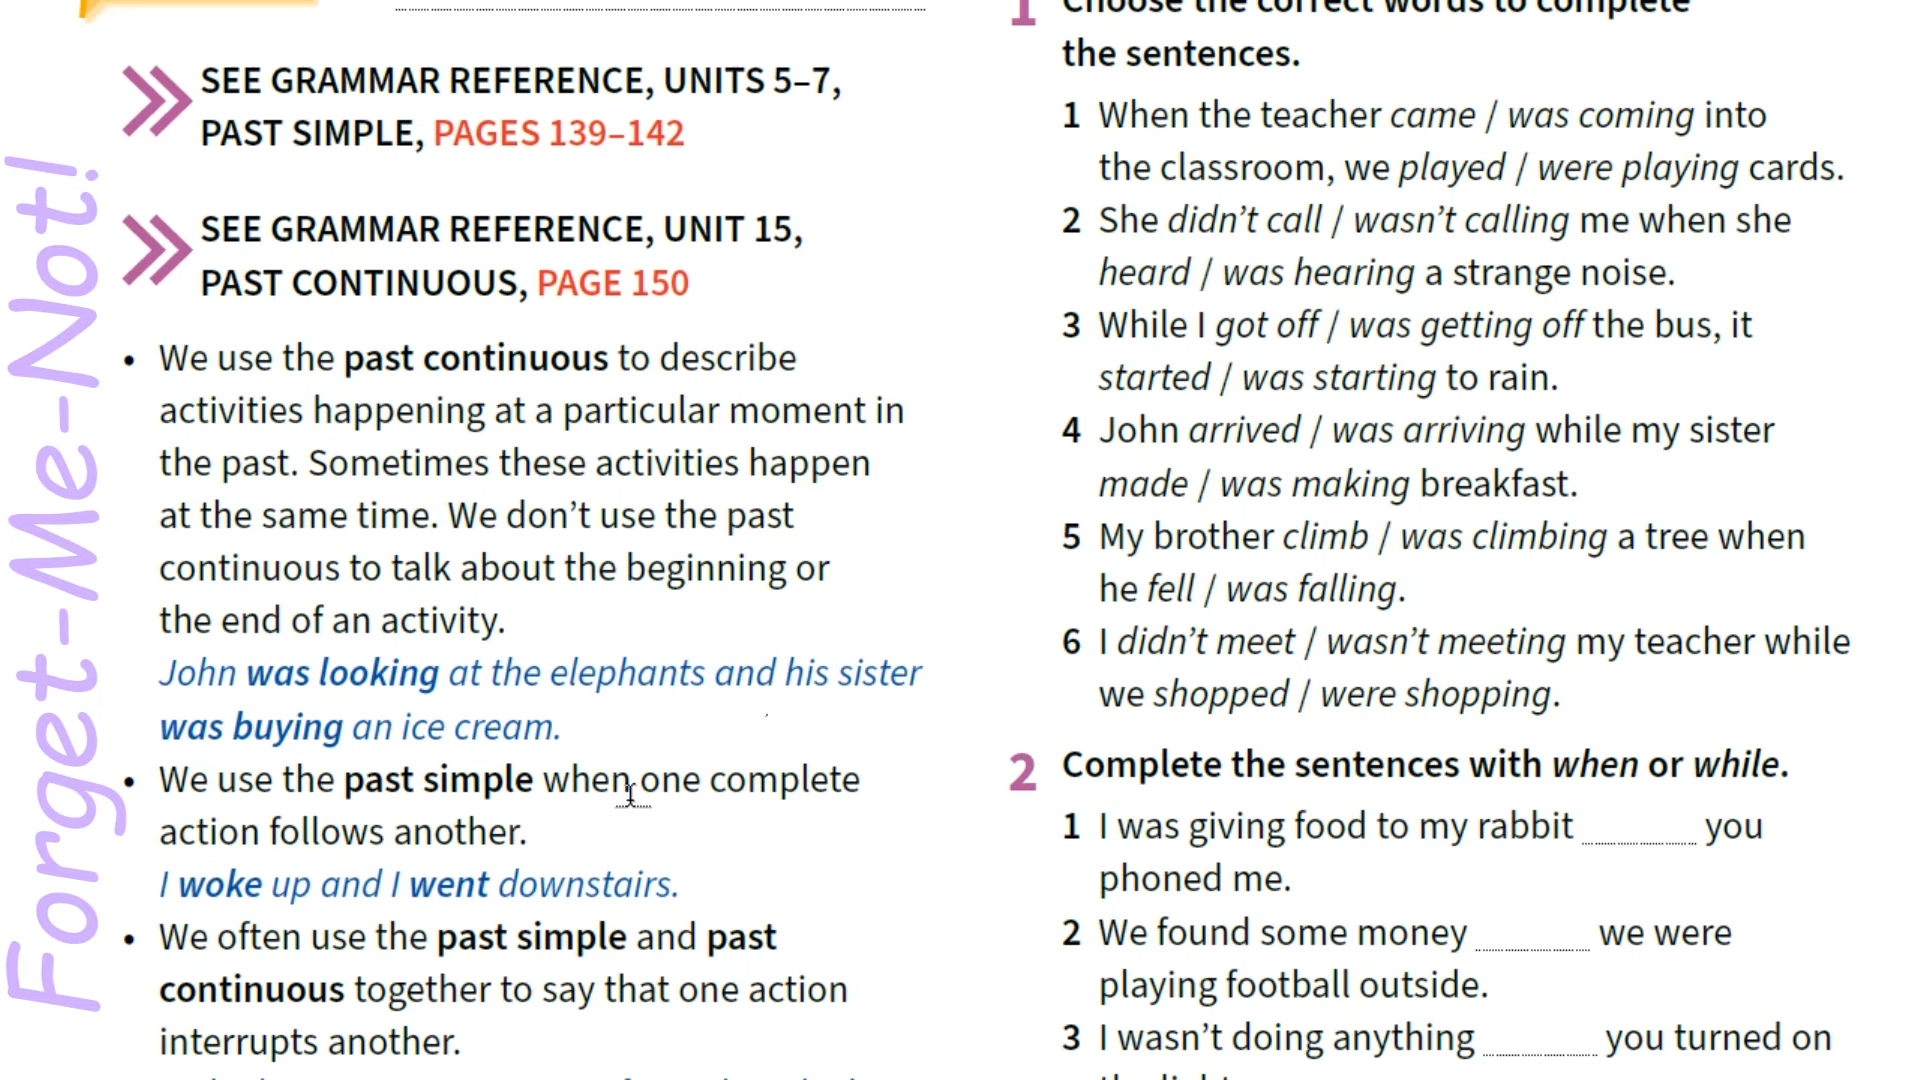 Forget-Me-Not!
SEE GRAMMAR REFERENCE, UNITS 5–7,
PAST SIMPLE, PAGES 139–142
SEE GRAMMAR REFERENCE, UNIT 15,
PAST CONTINUOUS, PAGE 150
• We use the past continuous to describe
activities happening at a particular moment in
the past. Sometimes these activities happen
at the same time. We don’t use the past
continuous to talk about the beginning or
the end of an activity.
John was looking at the elephants and his sister
was buying an ice cream.
• We use the past simple when one complete
action follows another.
I woke up and I went downstairs.
• We often use the past simple and past
continuous together to say that one action
interrupts another.
1 Choose the correct words to complete
the sentences.
1 When the teacher came / was coming into
the classroom, we played / were playing cards.
2 She didn’t call / wasn’t calling me when she
heard / was hearing a strange noise.
3 While I got off / was getting off the bus, it
started / was starting to rain.
4 John arrived / was arriving while my sister
made / was making breakfast.
5 My brother climb / was climbing a tree when
he fell / was falling.
6 I didn’t meet / wasn’t meeting my teacher while
we shopped / were shopping.
2 Complete the sentences with when or while.
1 I was giving food to my rabbit ............ you
phoned me.
2 We found some money ............ we were
playing football outside.
3 I wasn’t doing anything ............ you turned on